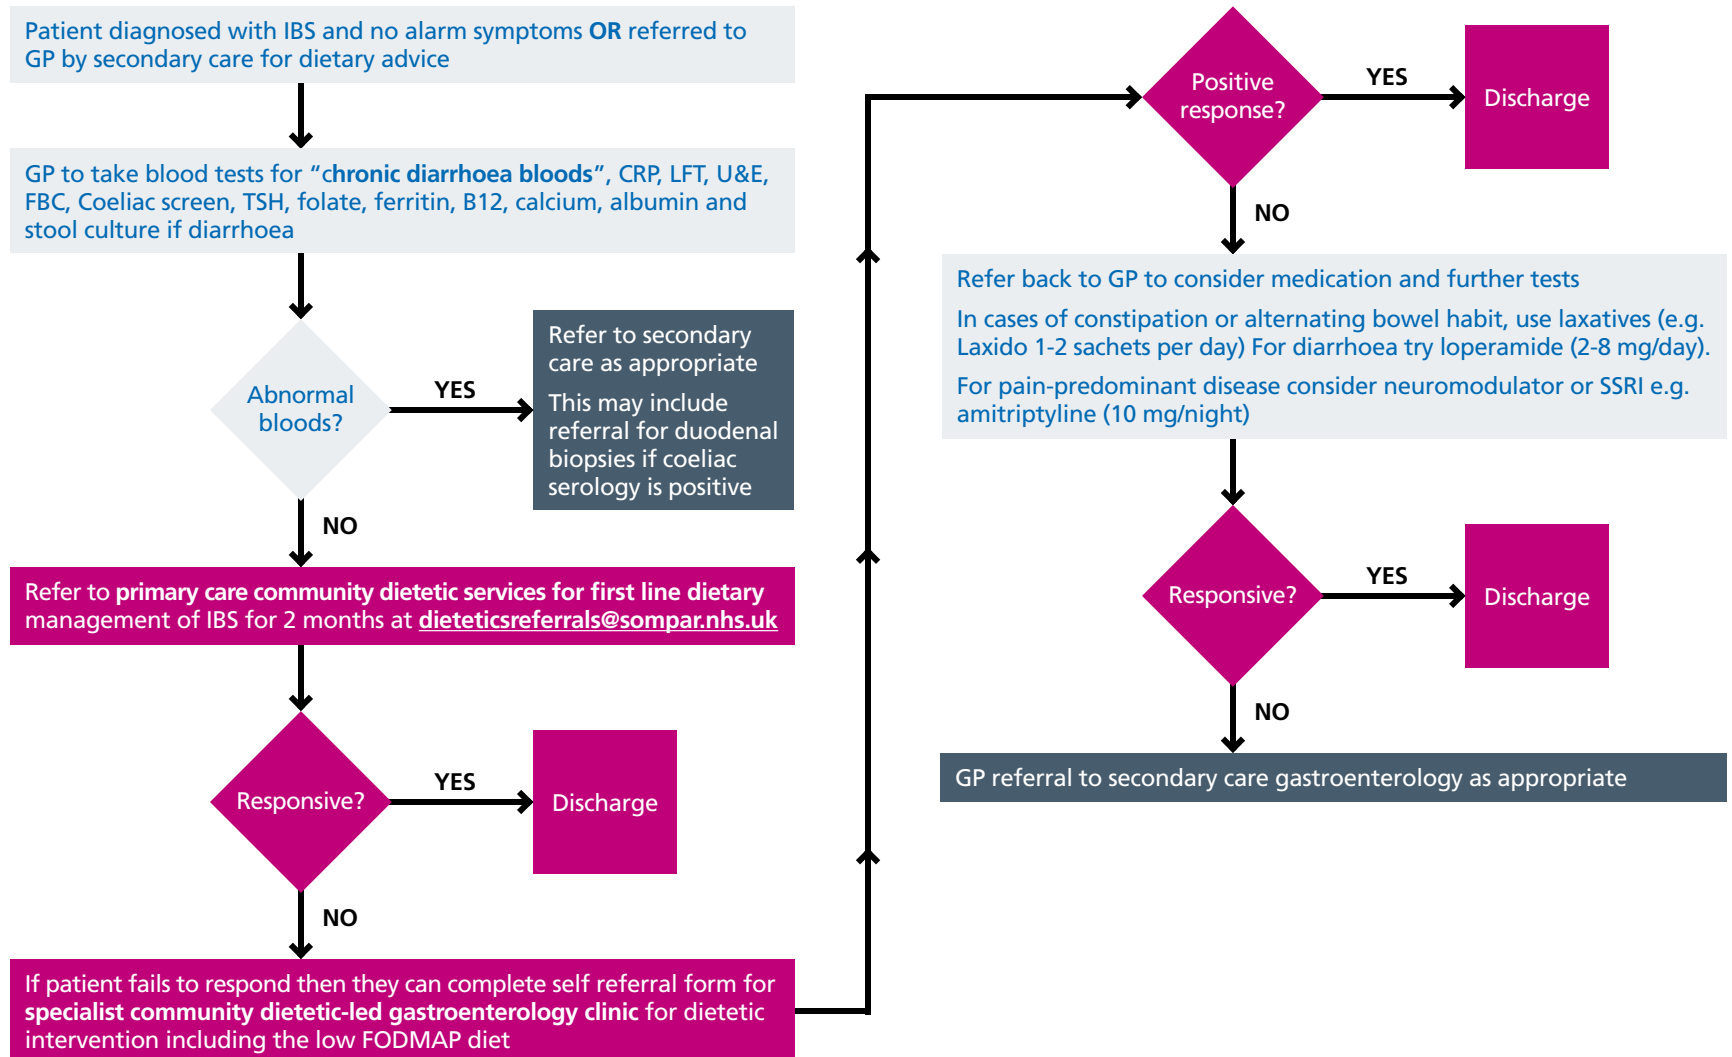 Patient diagnosed with IBS and no alarm symptoms OR referred to
GP by secondary care for dietary advice
GP to take blood tests for “chronic diarrhoea bloods”, CRP, LFT, U&E,
FBC, Coeliac screen, TSH, folate, ferritin, B12, calcium, albumin and
stool culture if diarrhoea
Abnormal
bloods?
YES
Refer to secondary
care as appropriate
This may include
referral for duodenal
biopsies if coeliac
serology is positive
NO
Refer to primary care community dietetic services for first line dietary
management of IBS for 2 months at dieteticsreferrals@sompar.nhs.uk
Responsive?
YES
Discharge
NO
If patient fails to respond then they can complete self referral form for
specialist community dietetic-led gastroenterology clinic for dietetic
intervention including the low FODMAP diet
Positive
response?
YES
Discharge
NO
Refer back to GP to consider medication and further tests
In cases of constipation or alternating bowel habit, use laxatives (e.g.
Laxido 1-2 sachets per day) For diarrhoea try loperamide (2-8 mg/day).
For pain-predominant disease consider neuromodulator or SSRI e.g.
amitriptyline (10 mg/night)
Responsive?
YES
Discharge
NO
GP referral to secondary care gastroenterology as appropriate